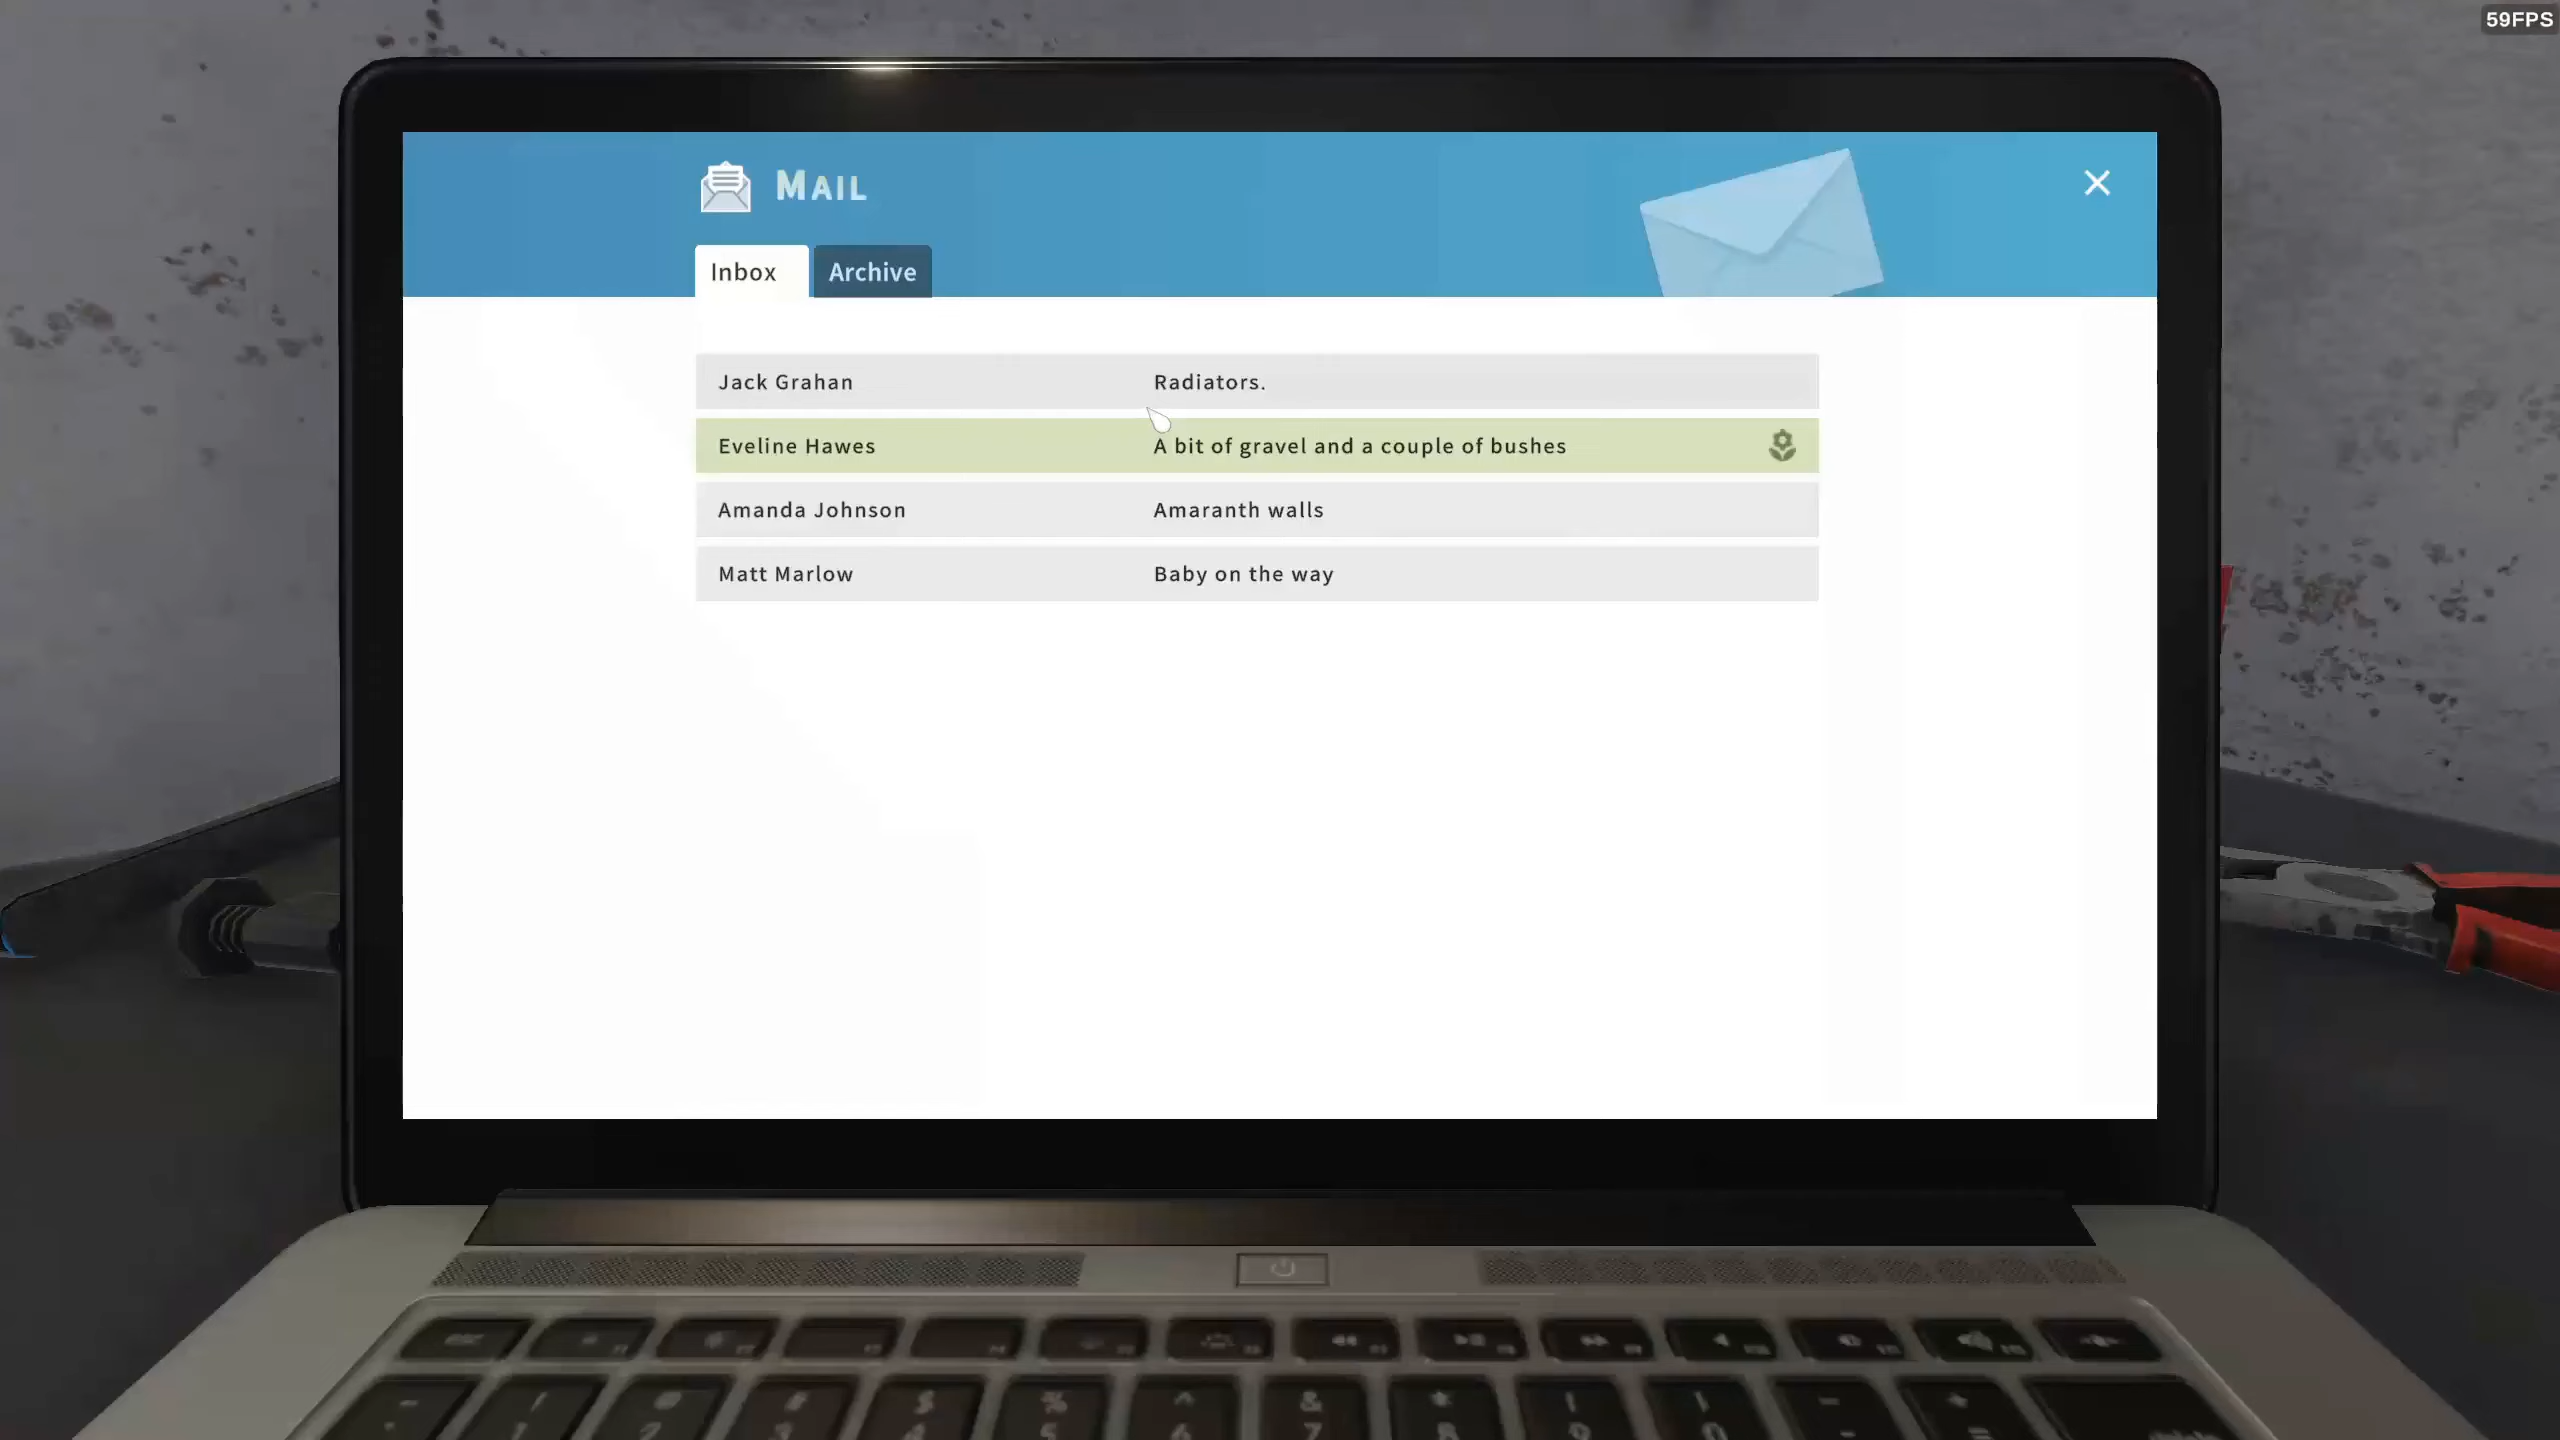 59FPS
MAIL
Inbox Archive
Jack Grahan Radiators.
Eveline Hawes A bit of gravel and a couple of bushes
Amanda Johnson Amaranth walls
Matt Marlow Baby on the way